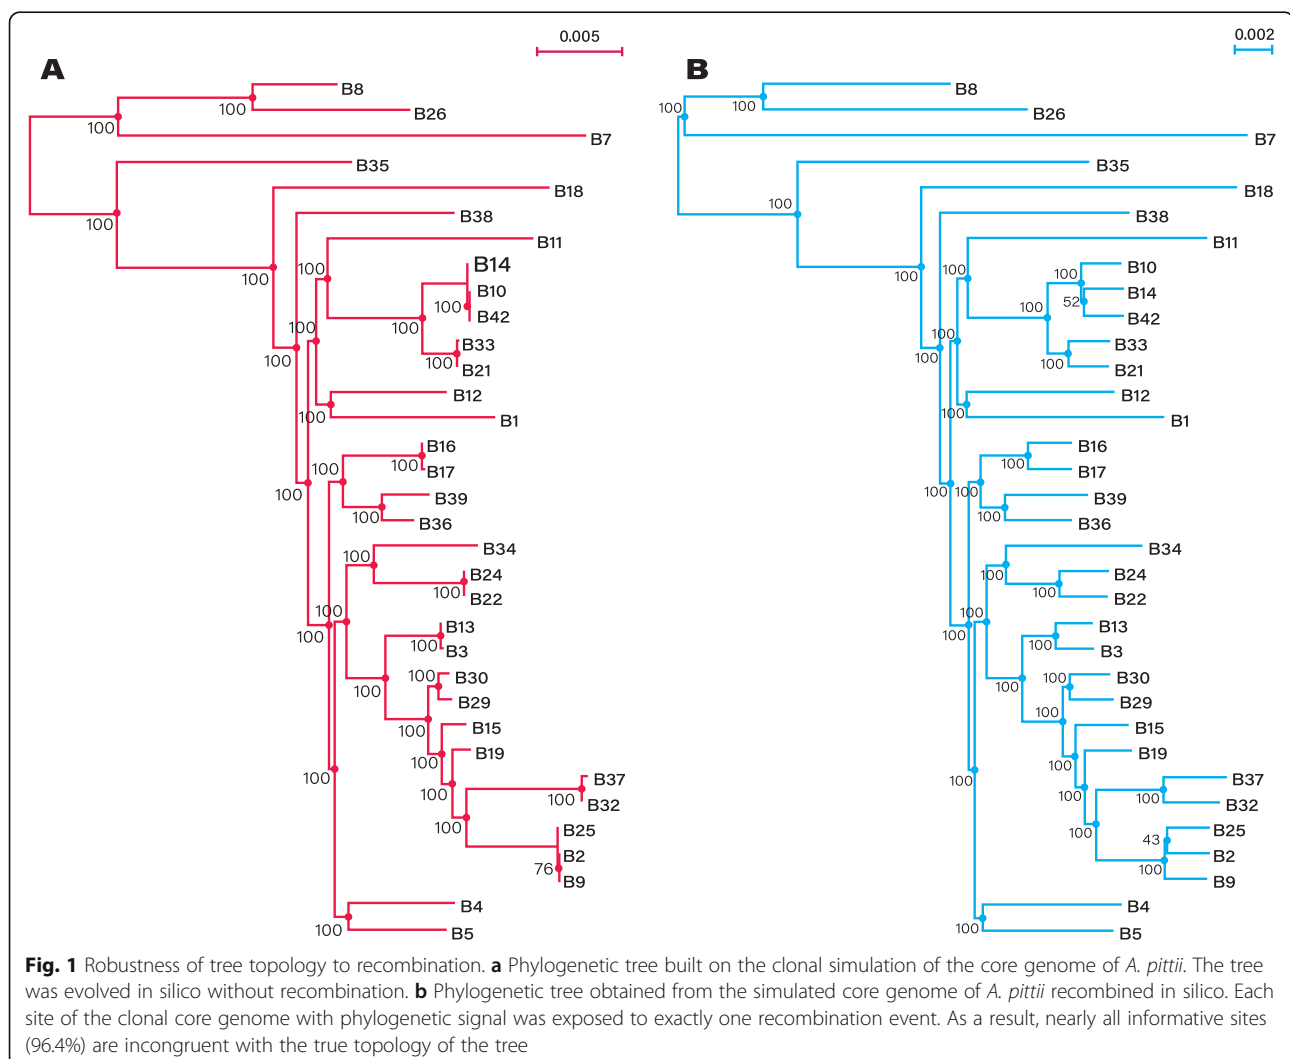 0.005
A
B8
100
B26
100
B7
B35
B18
100
B38
100
B11
100
B14
B10
100
B42
100
100
B33
100
B21
100
B12
100
B1
B16
100
100
B17
100
B39
100
B36
B34
100
B24
100
B22
100
100
B13
100
B3
100
B30
100
B29
100
B15
100
B19
100
B37
100
B32
100
100
B25
B2
76
B9
B4
100
B5
0.002
B
B8
100
100
B26
B7
B35
B18
100
B38
B11
100
100
B10
100
B14
52
B42
100
100
100
B33
100
B21
B12
100
B1
B16
100
B17
100
100
B39
100
B36
B34
100
B24
100
B22
100
B13
100
100
B3
100
B30
100
B29
100
B15
100
B19
100
B37
100
B32
100
100
B25
43
B2
100
B9
B4
100
B5
Fig. 1 Robustness of tree topology to recombination. a Phylogenetic tree built on the clonal simulation of the core genome of A. pittii. The tree
was evolved in silico without recombination. b Phylogenetic tree obtained from the simulated core genome of A. pittii recombined in silico. Each
site of the clonal core genome with phylogenetic signal was exposed to exactly one recombination event. As a result, nearly all informative sites
(96.4%) are incongruent with the true topology of the tree